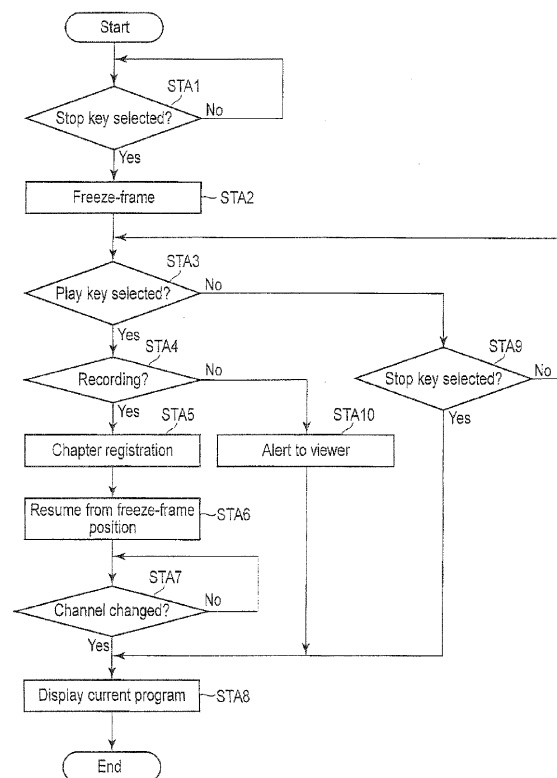 Start
STA1
Stop key selected?
No
Yes
Freeze-frame
STA2
STA3
Play key selected?
No
Yes
STA4
Recording?
No
Yes
STA9
Stop key selected?
No
Yes
STA5
Chapter registration
STA10
Alert to viewer
Resume from freeze-frame
position
STA6
STA7
Channel changed?
No
Yes
Display current program
STA8
End